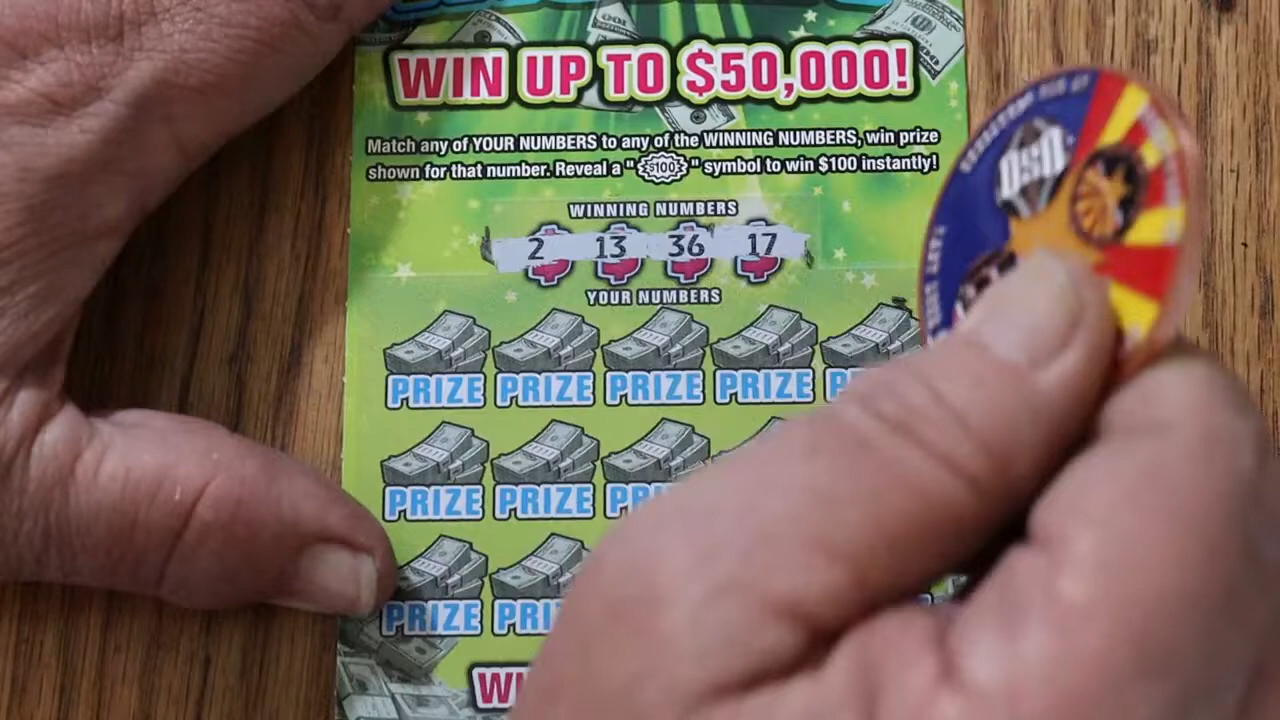 WIN UP TO $50,000!
Match any of YOUR NUMBERS to any of the WINNING NUMBERS, win prize
shown for that number. Reveal a " $100 " symbol to win $100 instantly!
WINNING NUMBERS
2 13 36 17
YOUR NUMBERS
PRIZE PRIZE PRIZE PRIZE
PRIZE PRIZE
PRIZE